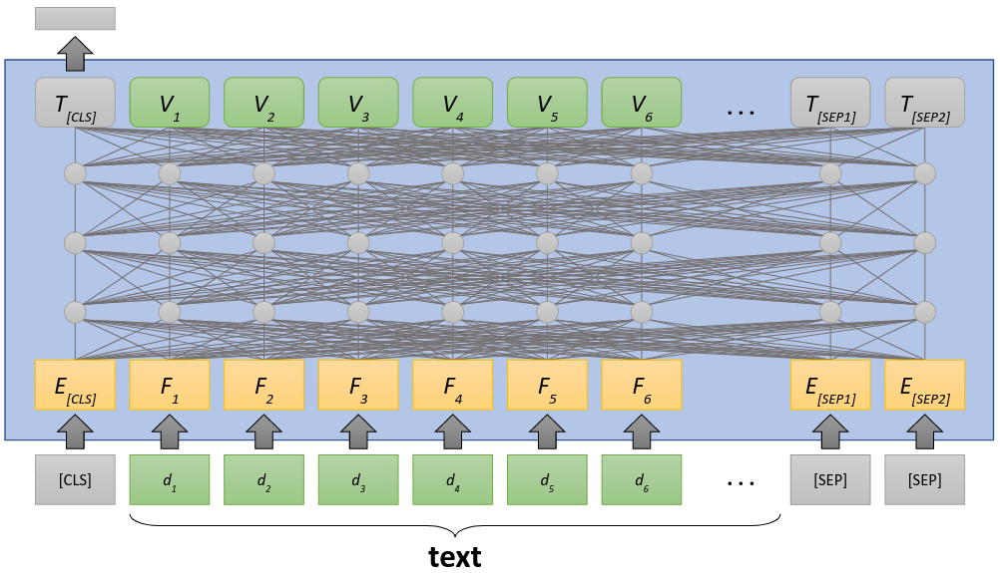 T[CLS] V1 V2 V3 V4 V5 V6 ... T[SEP1] T[SEP2]
E[CLS] F1 F2 F3 F4 F5 F6 E[SEP1] E[SEP2]
[CLS] d1 d2 d3 d4 d5 d6 ... [SEP] [SEP]
text